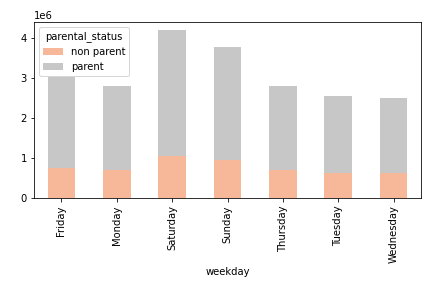 1e6
parental_status
non parent
parent
4
3
2
1
0
Friday
Monday
Saturday
Sunday
Thursday
Tuesday
Wednesday
weekday